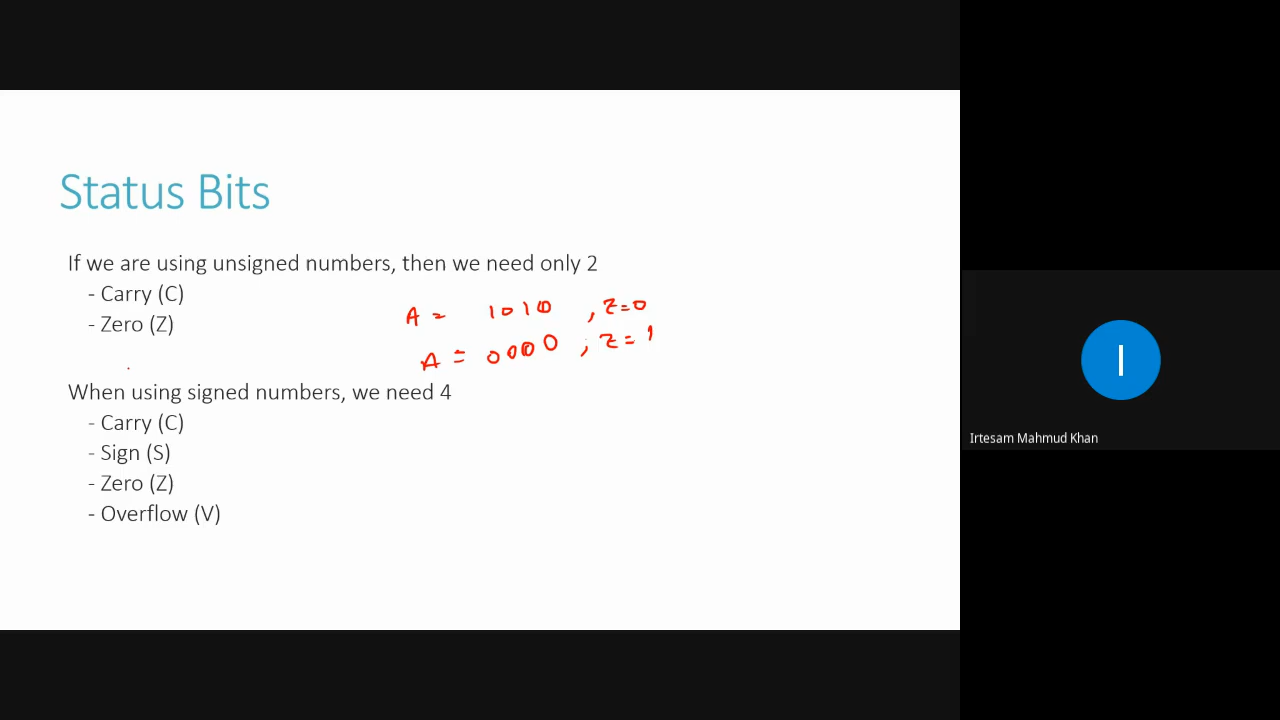 Status Bits
If we are using unsigned numbers, then we need only 2
- Carry (C)
- Zero (Z)
A = 1010 , Z=0
A = 0000 , Z=1
When using signed numbers, we need 4
- Carry (C)
- Sign (S)
- Zero (Z)
- Overflow (V)
I
Irtesam Mahmud Khan